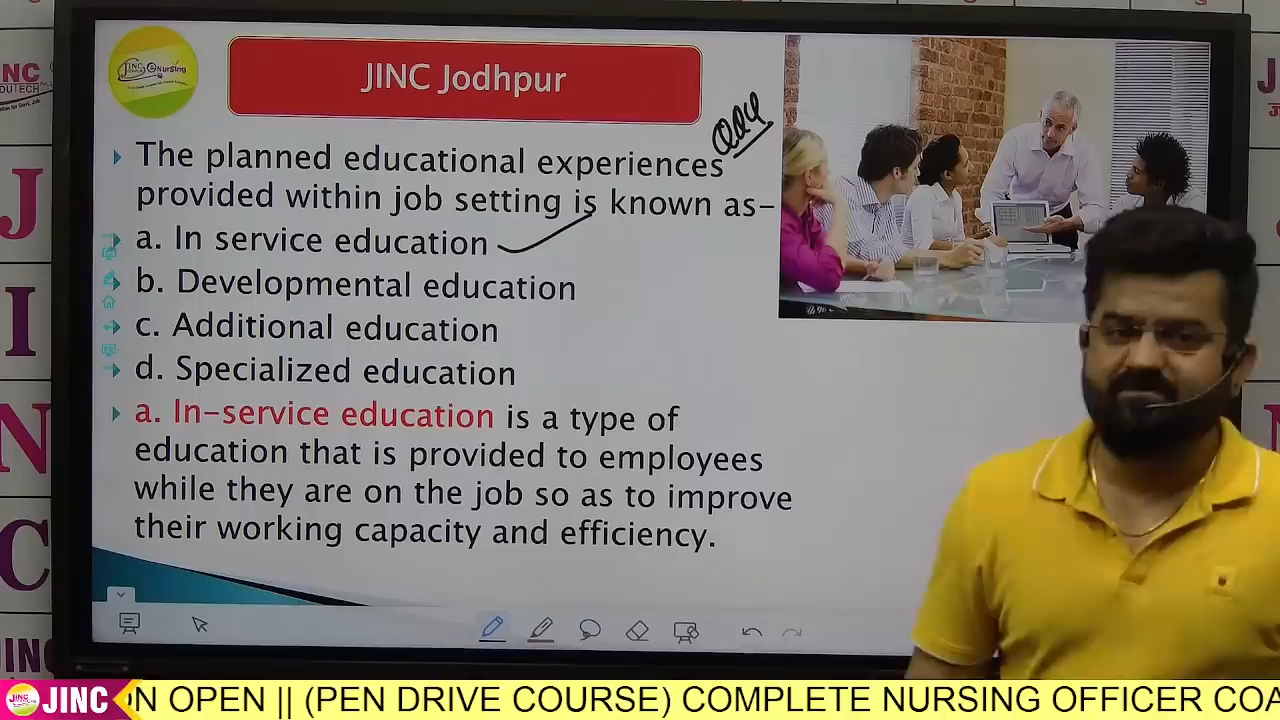 JINC Jodhpur
The planned educational experiences
provided within job setting is known as-
a. In service education
b. Developmental education
c. Additional education
d. Specialized education
a. In-service education is a type of
education that is provided to employees
while they are on the job so as to improve
their working capacity and efficiency.
J
I
N
C
JINC
JINC
N OPEN || (PEN DRIVE COURSE) COMPLETE NURSING OFFICER COA